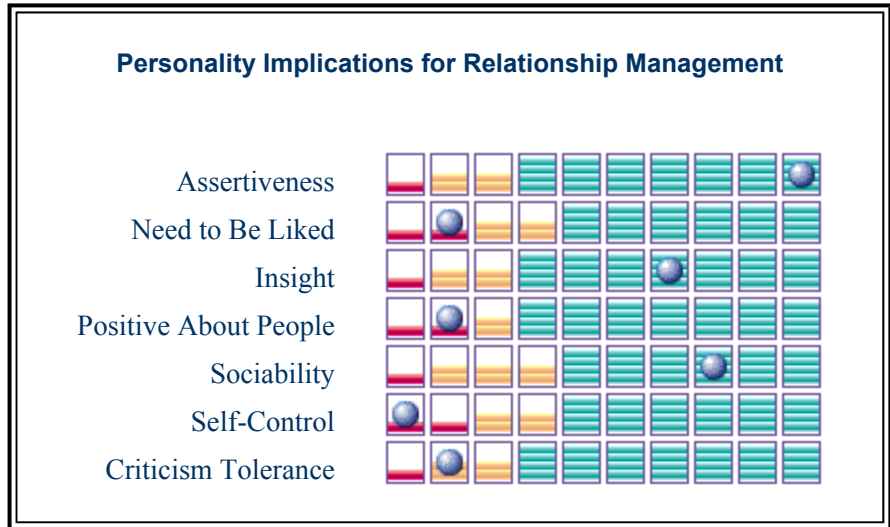 Personality Implications for Relationship Management
Assertiveness
Need to Be Liked
Insight
Positive About People
Sociability
Self-Control
Criticism Tolerance